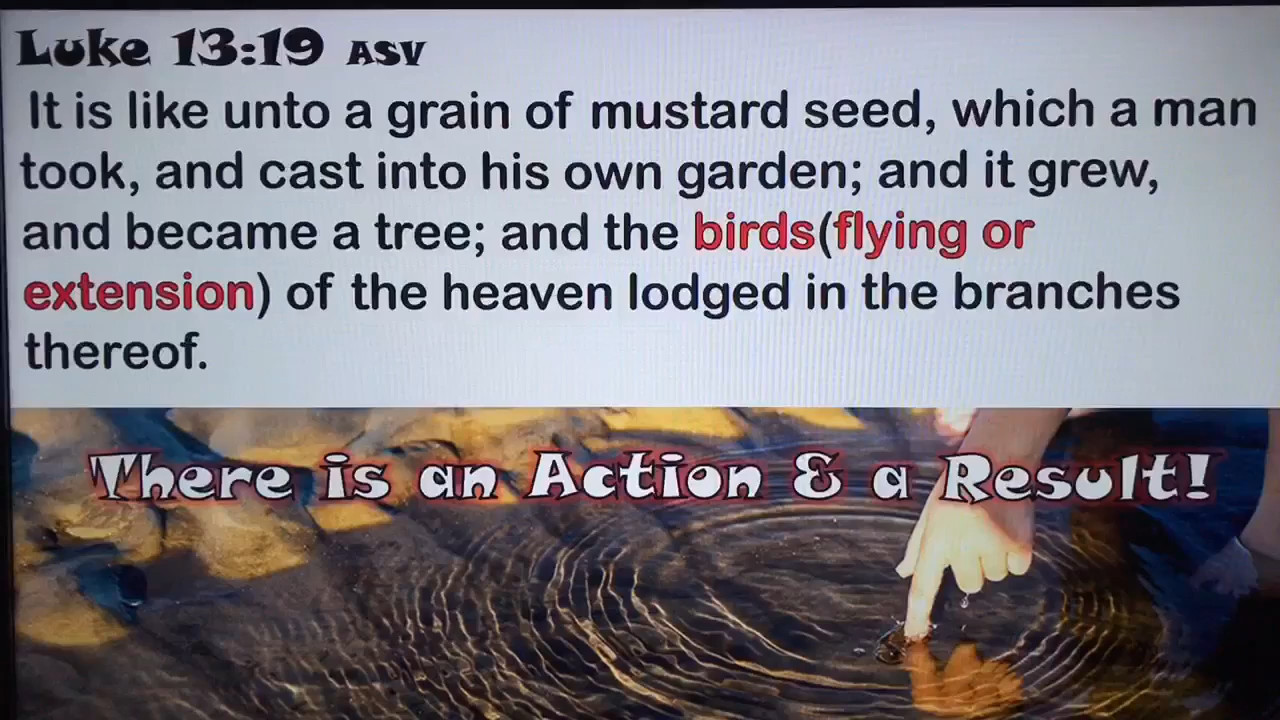 Luke 13:19 ASV
It is like unto a grain of mustard seed, which a man
took, and cast into his own garden; and it grew,
and became a tree; and the birds(flying or
extension) of the heaven lodged in the branches
thereof.
There is an Action & a Result!